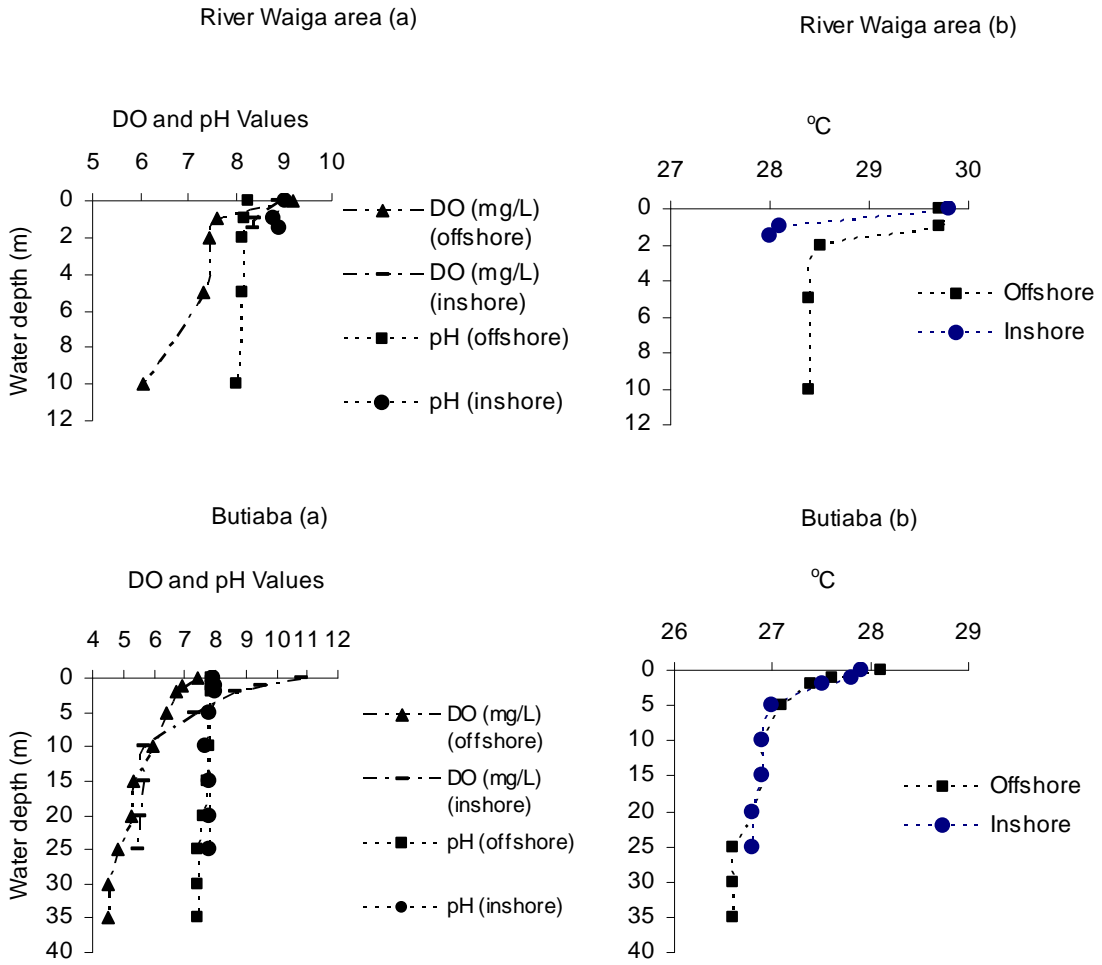 River Waiga area (a)
DO and pH Values
5 6 7 8 9 10
0
2
4
6
8
10
12
Water depth (m)
DO (mg/L)
(offshore)
DO (mg/L)
(inshore)
pH (offshore)
pH (inshore)
River Waiga area (b)
°C
27 28 29 30
0
2
4
6
8
10
12
Offshore
Inshore
Butiaba (a)
DO and pH Values
4 5 6 7 8 9 10 11 12
0
5
10
15
20
25
30
35
40
Water depth (m)
DO (mg/L)
(offshore)
DO (mg/L)
(inshore)
pH (offshore)
pH (inshore)
Butiaba (b)
°C
26 27 28 29
0
5
10
15
20
25
30
35
40
Offshore
Inshore